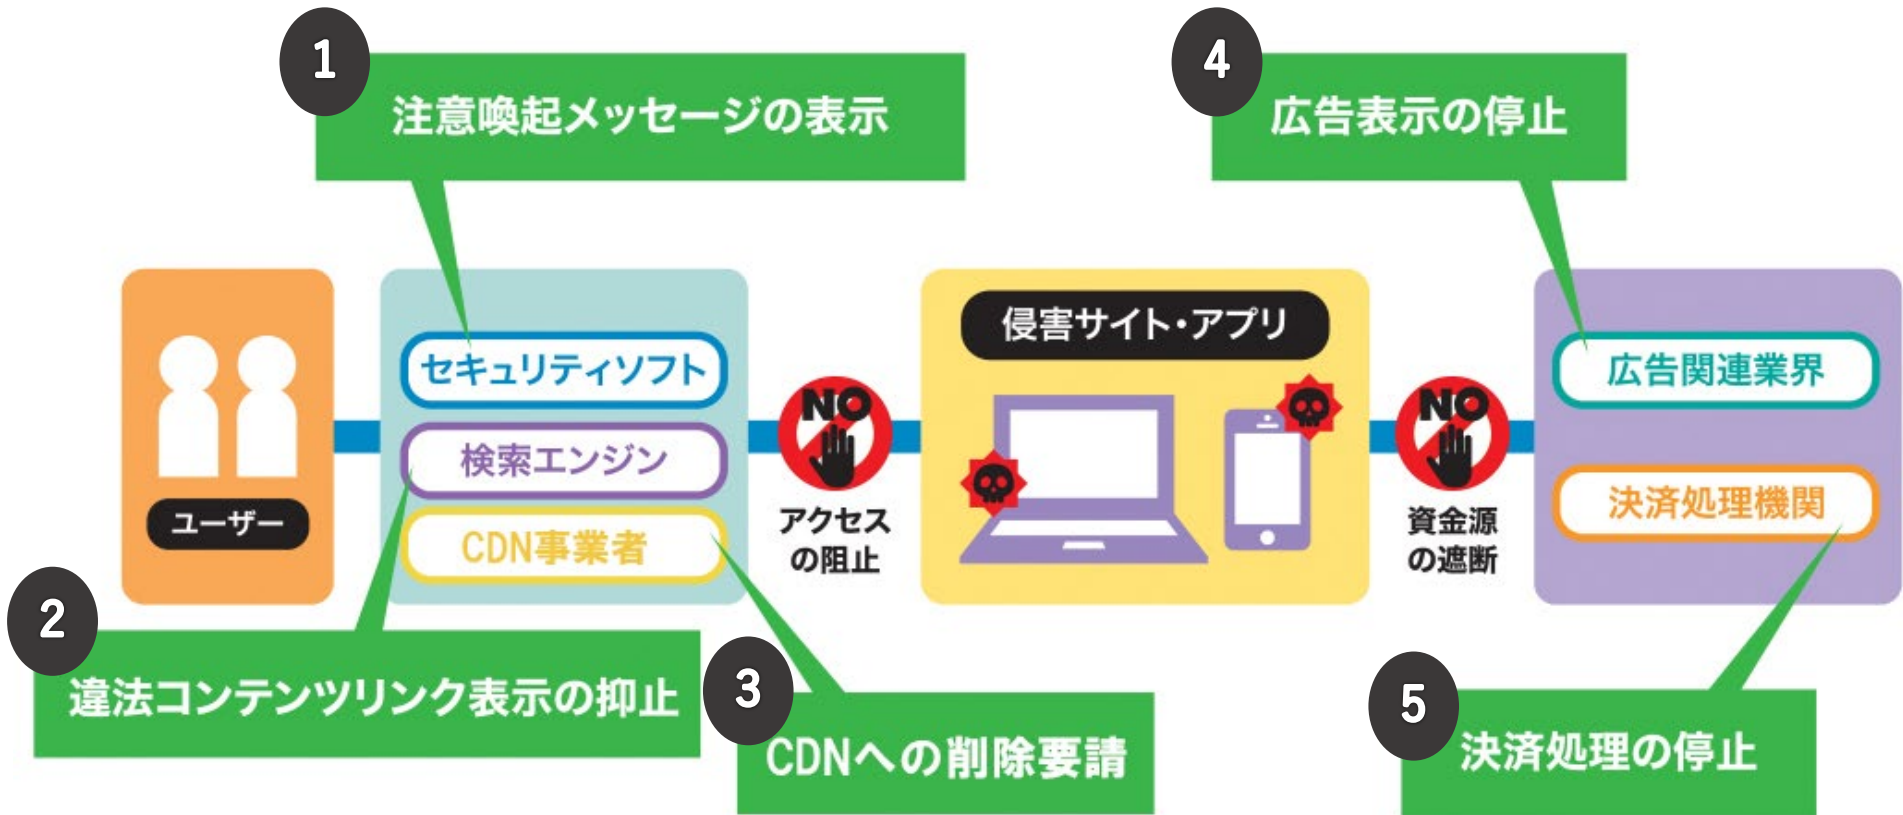 1
注意喚起メッセージの表示
4
広告表示の停止
ユーザー
セキュリティソフト
検索エンジン
CDN事業者
NO
アクセス
の阻止
侵害サイト・アプリ
NO
資金源
の遮断
広告関連業界
決済処理機関
2
違法コンテンツリンク表示の抑止
3
CDNへの削除要請
5
決済処理の停止